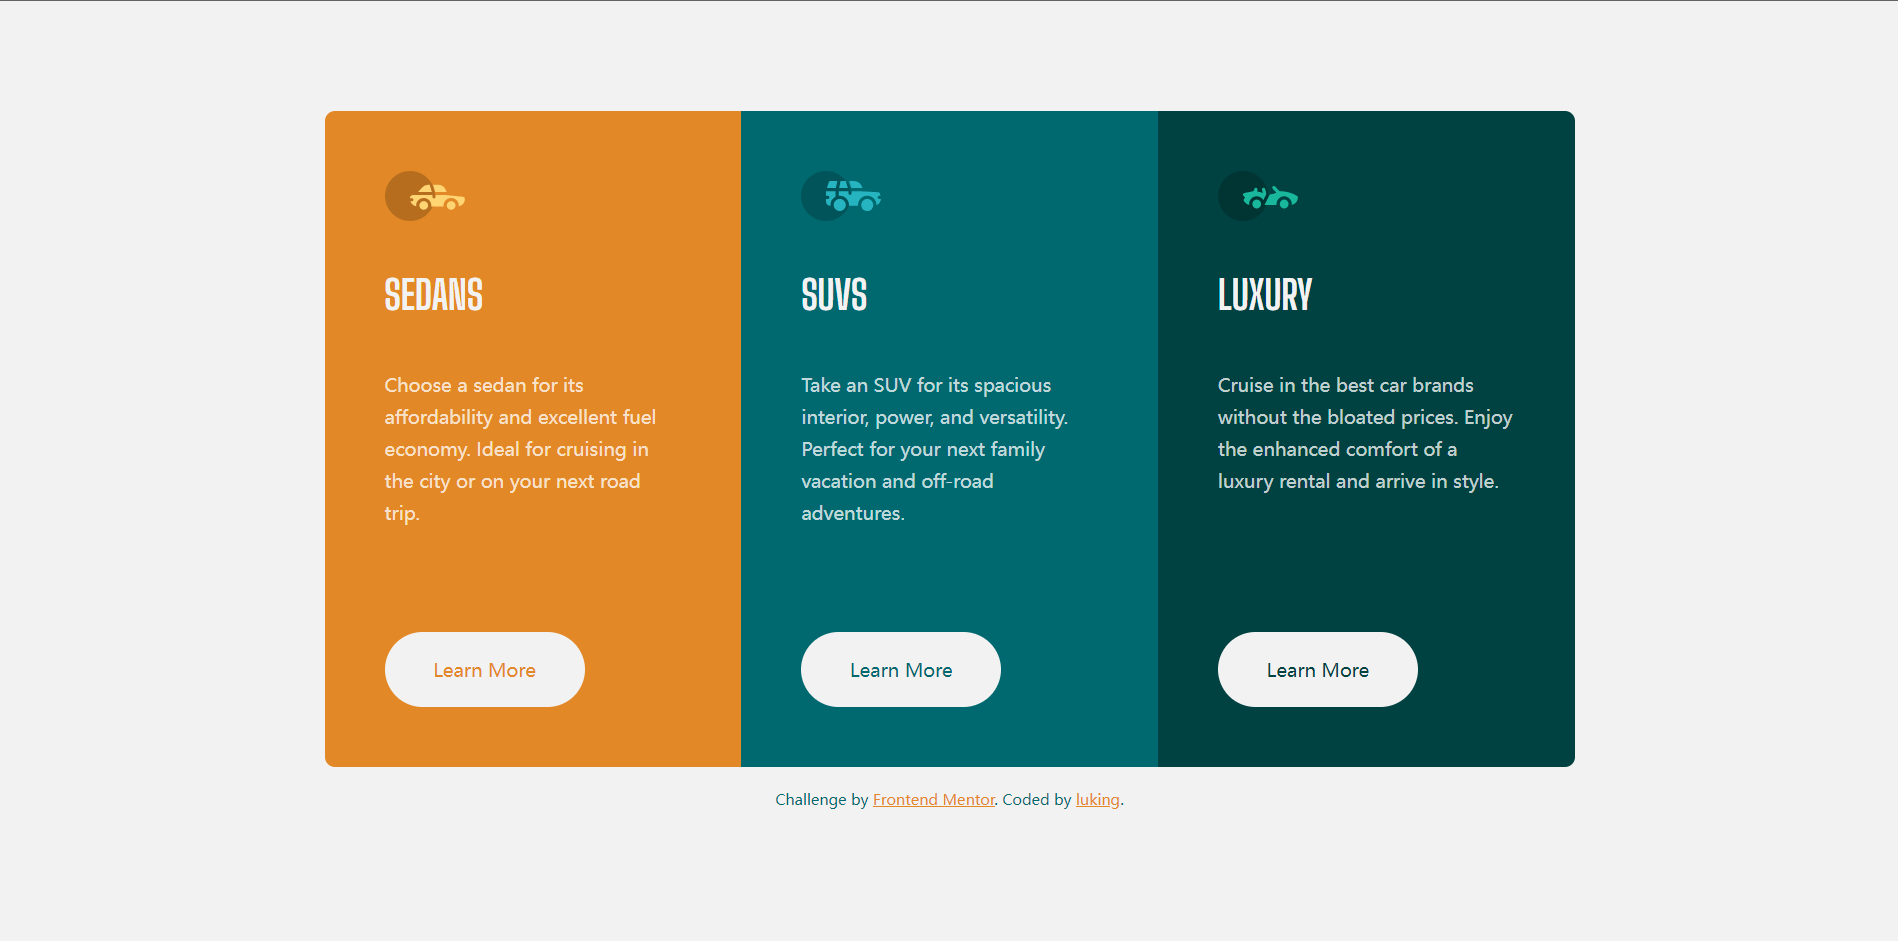 SEDANS
Choose a sedan for its
affordability and excellent fuel
economy. Ideal for cruising in
the city or on your next road
trip.
Learn More
SUVS
Take an SUV for its spacious
interior, power, and versatility.
Perfect for your next family
vacation and off-road
adventures.
Learn More
LUXURY
Cruise in the best car brands
without the bloated prices. Enjoy
the enhanced comfort of a
luxury rental and arrive in style.
Learn More
Challenge by Frontend Mentor. Coded by luking.